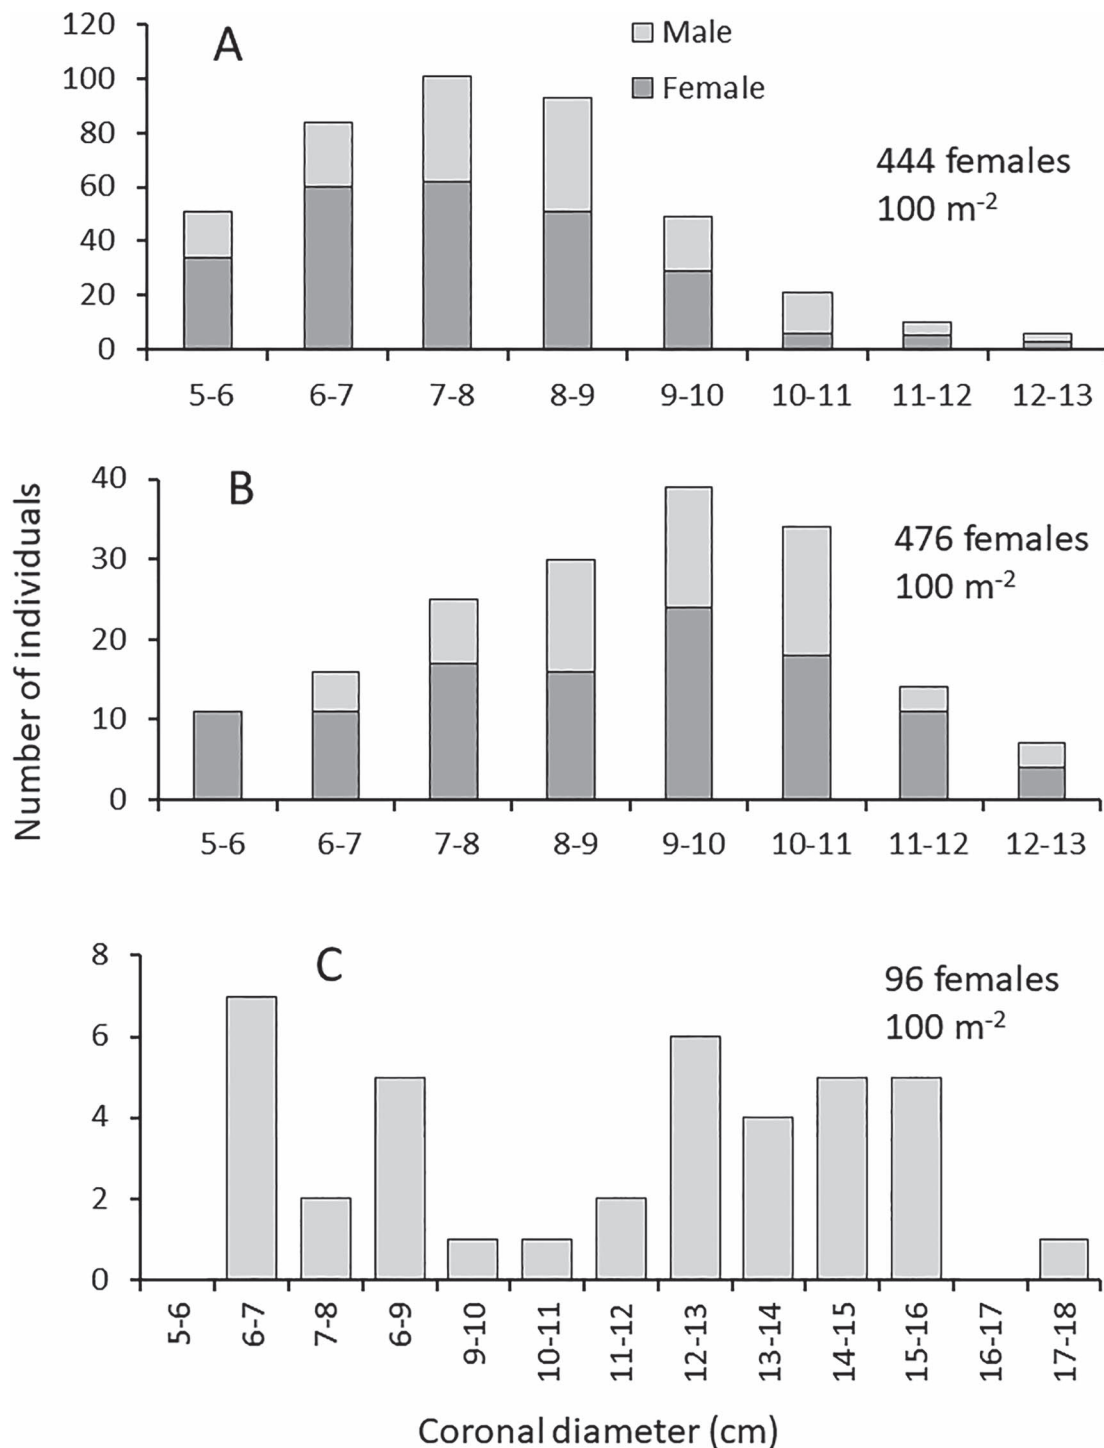 120
100
80
60
40
20
0
A
Male
Female
444 females
100 m-2
5-6 6-7 7-8 8-9 9-10 10-11 11-12 12-13
Number of individuals
40
30
20
10
0
B
476 females
100 m-2
5-6 6-7 7-8 8-9 9-10 10-11 11-12 12-13
8
6
4
2
0
C
96 females
100 m-2
5-6 6-7 7-8 6-9 9-10 10-11 11-12 12-13 13-14 14-15 15-16 16-17 17-18
Coronal diameter (cm)